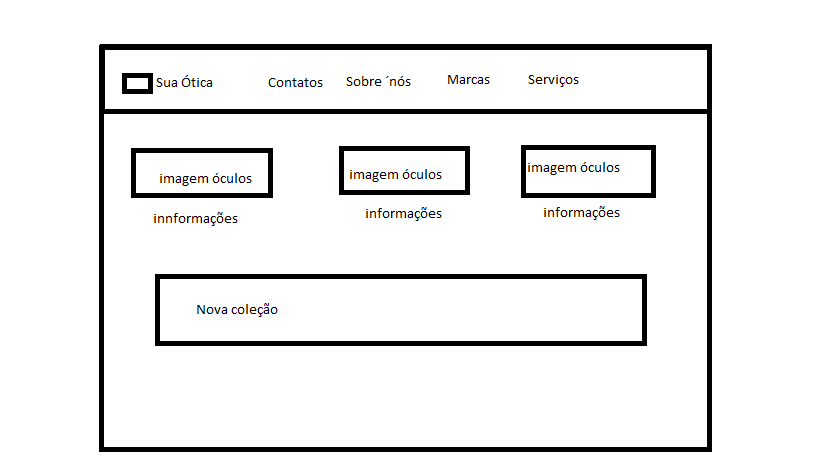 Sua Ótica Contatos Sobre ´nós Marcas Serviços
imagem óculos imagem óculos imagem óculos
innformações informações informações
Nova coleção